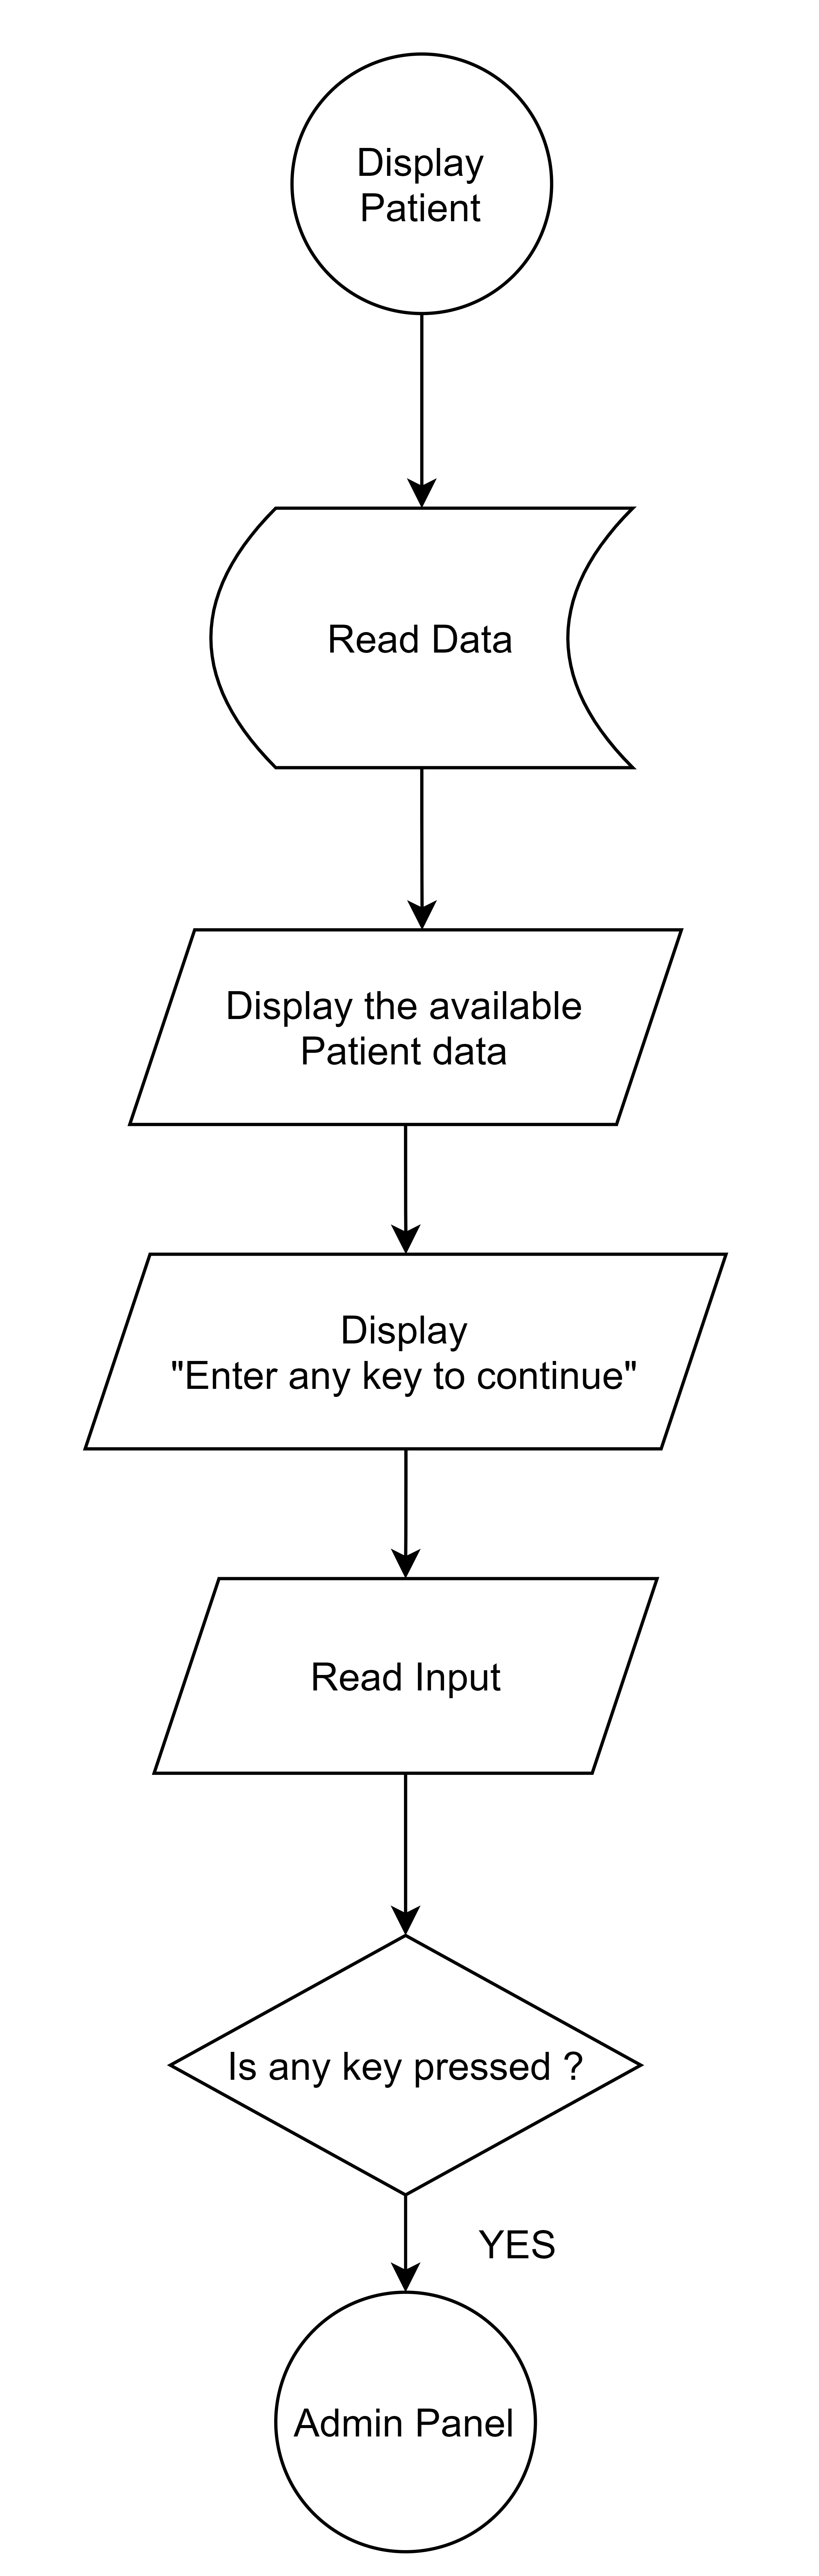 Display
Patient
Read Data
Display the available
Patient data
Display
"Enter any key to continue"
Read Input
Is any key pressed ?
YES
Admin Panel